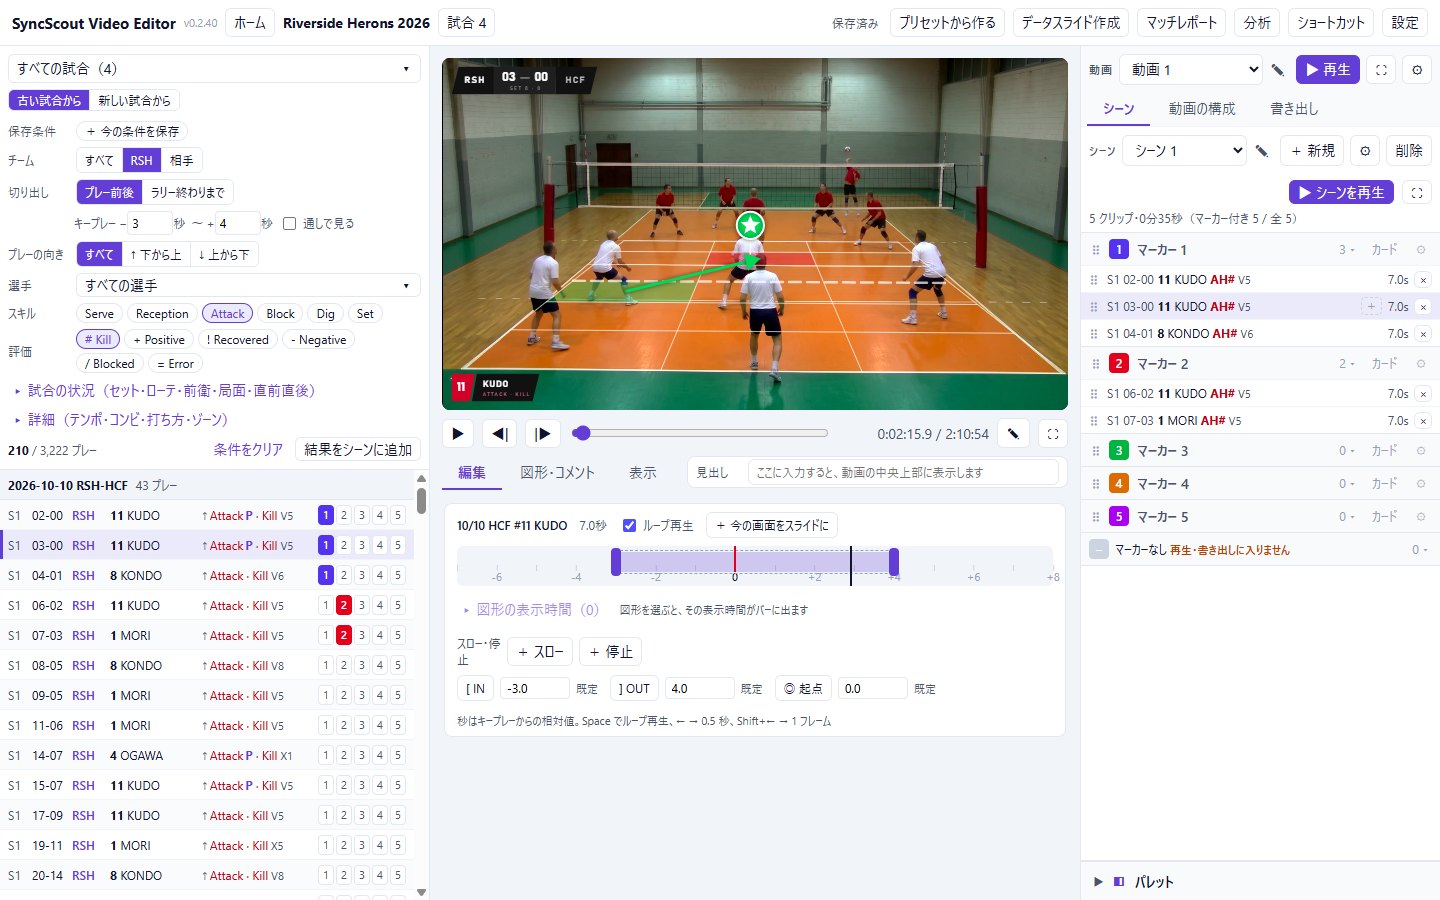 SyncScout Video Editor v0.2.40 ホーム Riverside Herons 2026 試合 4 保存済み プリセットから作る データスライド作成 マッチレポート 分析 ショートカット 設定
すべての試合（4）
古い試合から 新しい試合から
保存条件 ＋ 今の条件を保存
チーム すべて RSH 相手
切り出し プレー前後 ラリー終わりまで
キープレー − 3 秒 〜 + 4 秒 通しで見る
プレーの向き すべて ↑ 下から上 ↓ 上から下
選手 すべての選手
スキル Serve Reception Attack Block Dig Set
評価 # Kill + Positive ! Recovered - Negative
/ Blocked = Error
▸ 試合の状況（セット・ローテ・前衛・局面・直前直後）
▸ 詳細（テンポ・コンビ・打ち方・ゾーン）
210 / 3,222 プレー 条件をクリア 結果をシーンに追加
2026-10-10 RSH-HCF 43 プレー
S1 02-00 RSH 11 KUDO ↑ Attack P · Kill V5 1 2 3 4 5
S1 03-00 RSH 11 KUDO ↑ Attack P · Kill V5 1 2 3 4 5
S1 04-01 RSH 8 KONDO ↑ Attack · Kill V6 1 2 3 4 5
S1 06-02 RSH 11 KUDO ↑ Attack · Kill V5 1 2 3 4 5
S1 07-03 RSH 1 MORI ↑ Attack · Kill V5 1 2 3 4 5
S1 08-05 RSH 8 KONDO ↑ Attack · Kill V8 1 2 3 4 5
S1 09-05 RSH 1 MORI ↑ Attack · Kill V5 1 2 3 4 5
S1 11-06 RSH 1 MORI ↑ Attack · Kill V5 1 2 3 4 5
S1 14-07 RSH 4 OGAWA ↑ Attack P · Kill X1 1 2 3 4 5
S1 15-07 RSH 11 KUDO ↑ Attack P · Kill V5 1 2 3 4 5
S1 17-09 RSH 11 KUDO ↑ Attack · Kill V5 1 2 3 4 5
S1 19-11 RSH 1 MORI ↑ Attack · Kill X5 1 2 3 4 5
S1 20-14 RSH 8 KONDO ↑ Attack · Kill V8 1 2 3 4 5
RSH 03 — 00 HCF
11 KUDO
ATTACK · KILL
0:02:15.9 / 2:10:54
編集 図形・コメント 表示 見出し ここに入力すると、動画の中央上部に表示します
10/10 HCF #11 KUDO 7.0秒 ループ再生 ＋ 今の画面をスライドに
-6 -4 -2 0 +2 +4 +6 +8
▸ 図形の表示時間（0） 図形を選ぶと、その表示時間がバーに出ます
スロー・停止 ＋ スロー ＋ 停止
[ IN -3.0 既定 ] OUT 4.0 既定 ◎ 起点 0.0 既定
秒はキープレーからの相対値。Space でループ再生、← → 0.5 秒、Shift+← → 1 フレーム
動画 動画 1 ▶ 再生
シーン 動画の構成 書き出し
シーン シーン 1 ＋ 新規 削除
▶ シーンを再生
5 クリップ・0分35秒（マーカー付き 5 / 全 5）
1 マーカー 1 3 カード
S1 02-00 11 KUDO AH# V5 7.0s ×
S1 03-00 11 KUDO AH# V5 + 7.0s ×
S1 04-01 8 KONDO AH# V6 7.0s ×
2 マーカー 2 2 カード
S1 06-02 11 KUDO AH# V5 7.0s ×
S1 07-03 1 MORI AH# V5 7.0s ×
3 マーカー 3 0 カード
4 マーカー 4 0 カード
5 マーカー 5 0 カード
− マーカーなし 再生・書き出しに入りません 0
▶ パレット